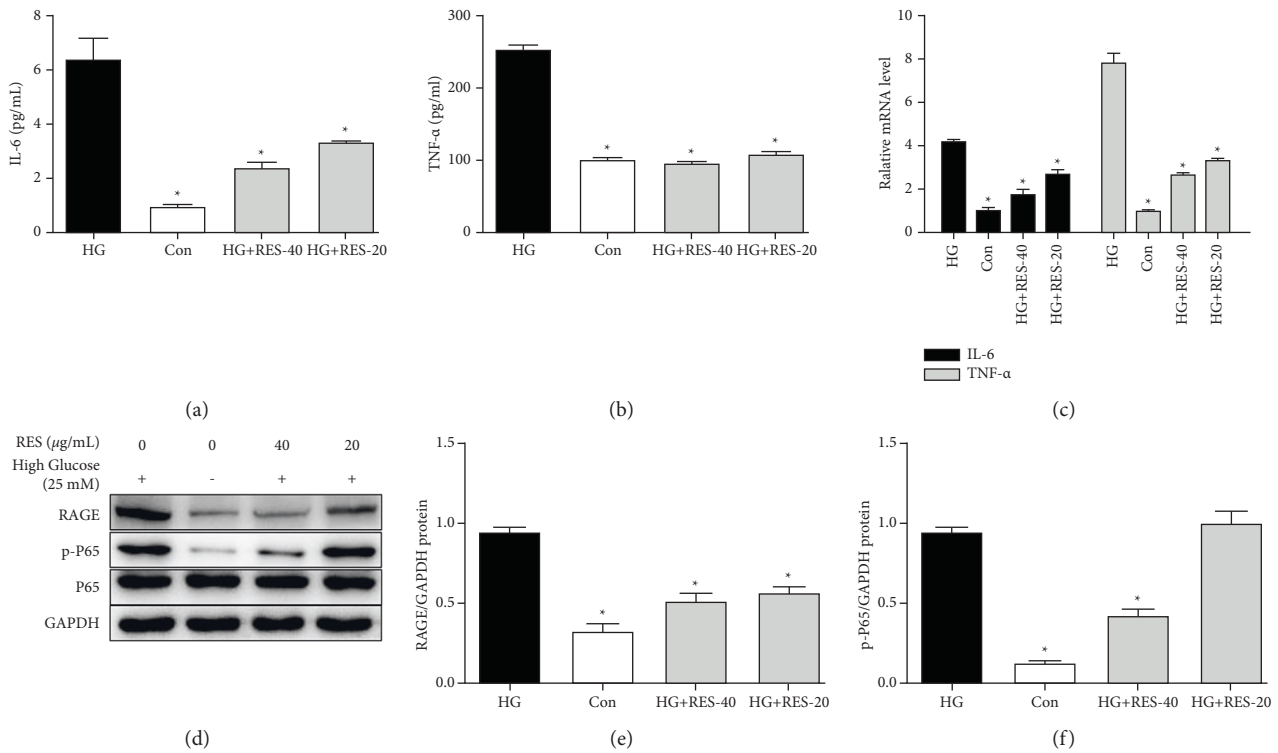 8
6
4
2
0
IL-6 (pg/mL)
*
*
*
HG
Con
HG+RES-40
HG+RES-20
(a)
300
200
100
0
TNF-α (pg/ml)
*
*
*
HG
Con
HG+RES-40
HG+RES-20
(b)
10
8
6
4
2
0
Ralative mRNA level
*
*
*
*
*
*
HG
Con
HG+RES-40
HG+RES-20
HG
Con
HG+RES-40
HG+RES-20
IL-6
TNF-α
(c)
RES (μg/mL) 0 0 40 20
High Glucose
(25 mM) + - + +
RAGE
p-P65
P65
GAPDH
(d)
1.5
1.0
0.5
0.0
RAGE/GAPDH protein
*
*
*
HG
Con
HG+RES-40
HG+RES-20
(e)
1.5
1.0
0.5
0.0
p-P65/GAPDH protein
*
*
HG
Con
HG+RES-40
HG+RES-20
(f)